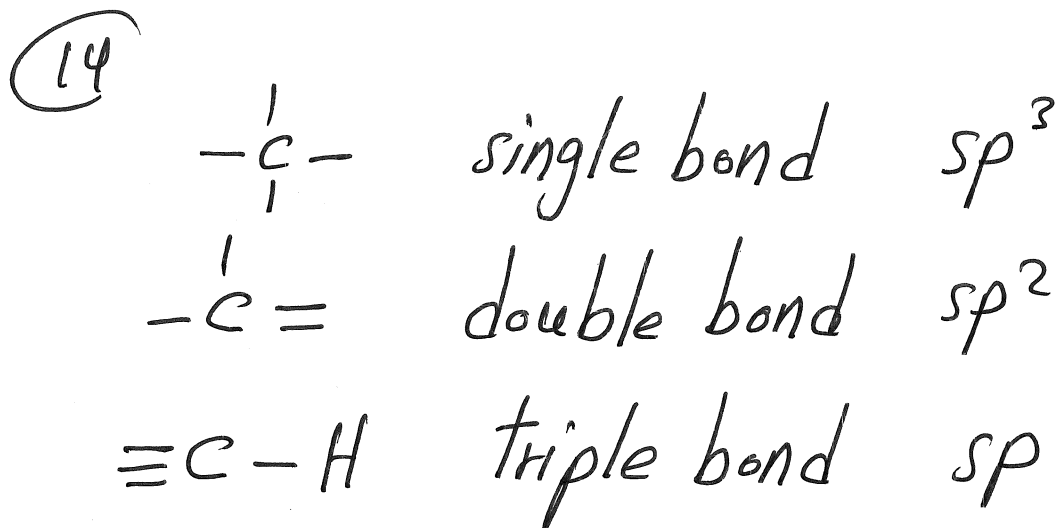 14
-C- single bond sp³
-C= double bond sp²
≡C-H triple bond sp